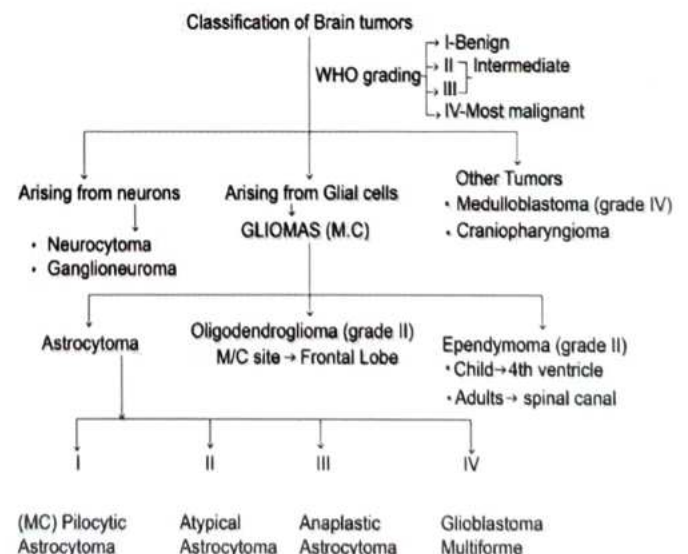 Classification of Brain tumors
WHO grading
I-Benign
II
Intermediate
III
IV-Most malignant
Arising from neurons
• Neurocytoma
• Ganglioneuroma
Arising from Glial cells
GLIOMAS (M.C)
Other Tumors
• Medulloblastoma (grade IV)
• Craniopharyngioma
Astrocytoma
Oligodendroglioma (grade II)
M/C site → Frontal Lobe
Ependymoma (grade II)
• Child→4th ventricle
• Adults→ spinal canal
I
II
III
IV
(MC) Pilocytic
Astrocytoma
Atypical
Astrocytoma
Anaplastic
Astrocytoma
Glioblastoma
Multiforme